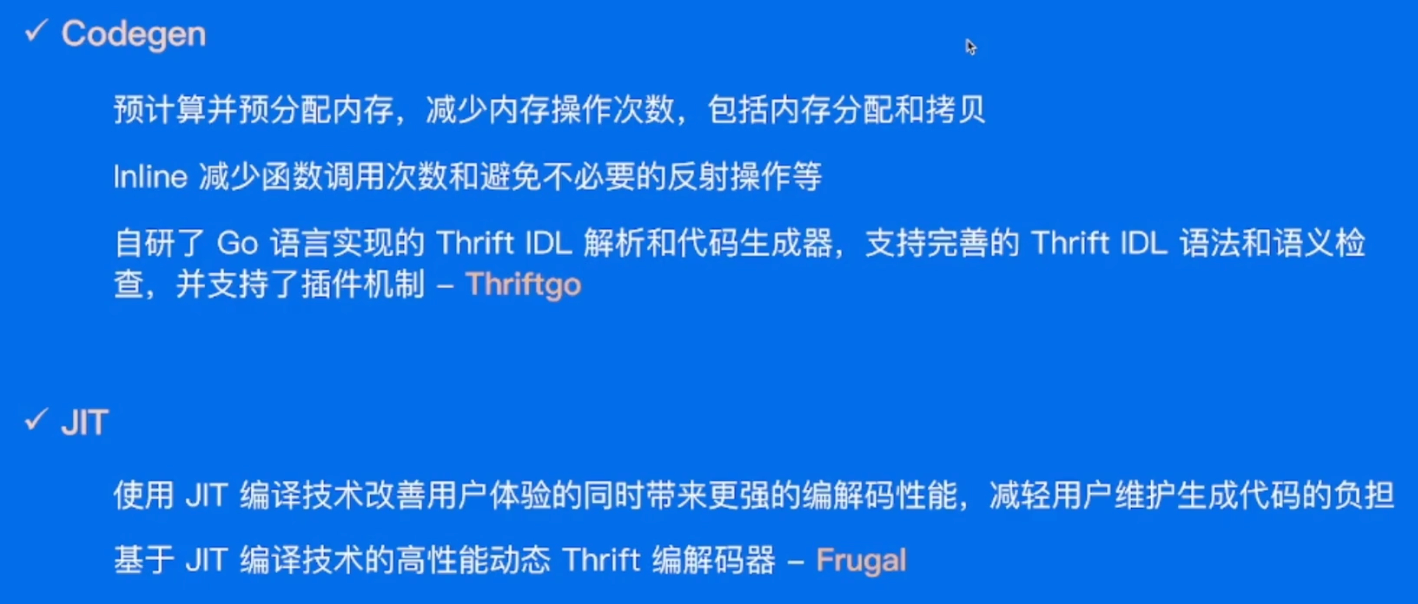 ✓ Codegen
预计算并预分配内存，减少内存操作次数，包括内存分配和拷贝
Inline 减少函数调用次数和避免不必要的反射操作等
自研了 Go 语言实现的 Thrift IDL 解析和代码生成器，支持完善的 Thrift IDL 语法和语义检
查，并支持了插件机制 – Thriftgo
✓ JIT
使用 JIT 编译技术改善用户体验的同时带来更强的编解码性能，减轻用户维护生成代码的负担
基于 JIT 编译技术的高性能动态 Thrift 编解码器 – Frugal